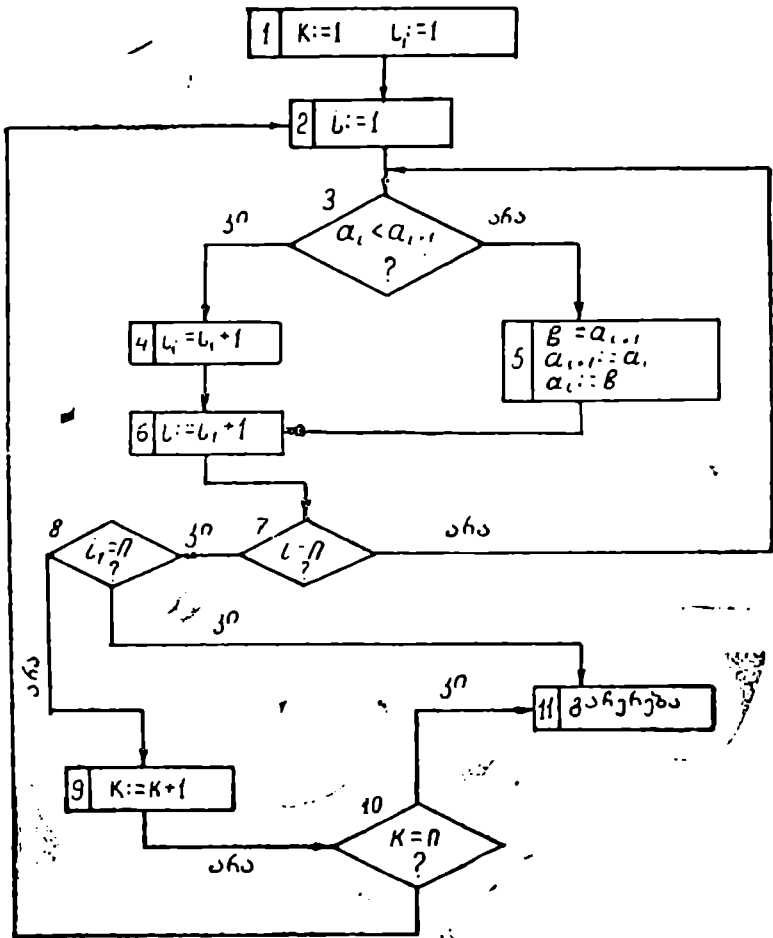 1 K:=1 i₁:=1
2 i:=1
3
კი
არა
aᵢ < aᵢ₊₁
?
4 i₁:=i₁+1
5
в = aᵢ₊₁
aᵢ₊₁ := aᵢ
aᵢ := в
6 i:=i₁+1
8
კი
7
არა
i₁=n
?
i=n
?
კი
არა
კი
11 გაჩერება
9 K:=K+1
10
არა
K=n
?